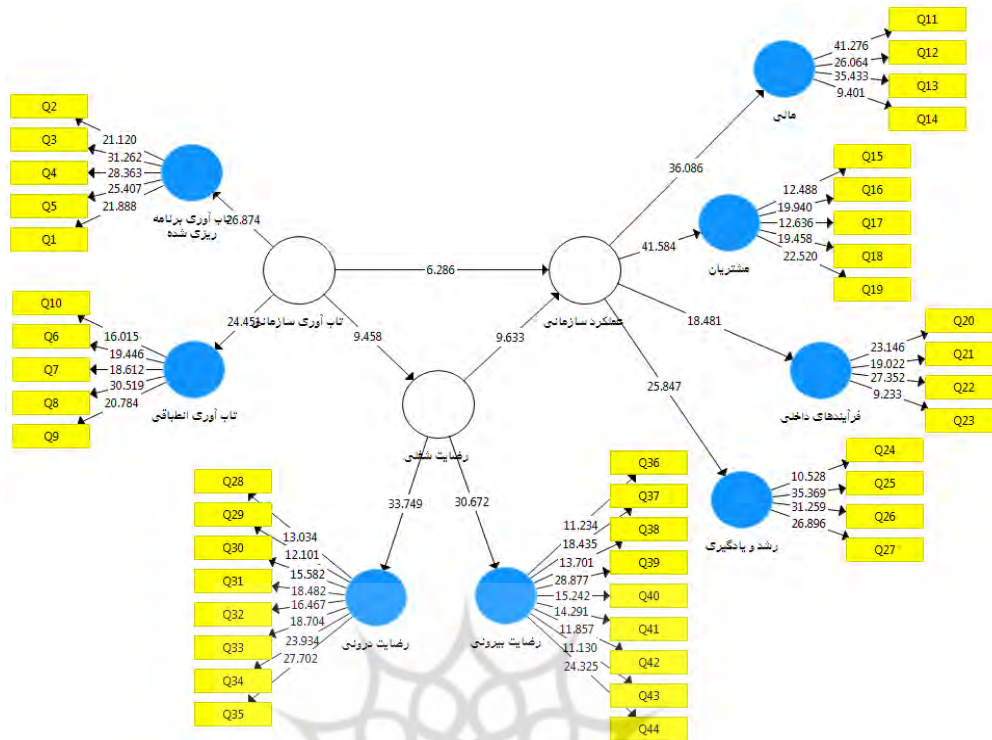 Q11
41.276
Q12
26.064
35.433
Q13
9.401
Q14
مالی
36.086
Q2
21.120
Q3
31.262
Q4
28.363
25.407
Q5
21.888
Q1
تاب آوری برنامه
ریزی شده
26.874
Q15
12.488
Q16
19.940
12.636
Q17
19.458
Q18
22.520
Q19
مشتریان
41.584
6.286
تاب آوری سازمانی
عملکرد سازمانی
24.451
9.458
9.633
18.481
25.847
Q10
16.015
Q6
19.446
18.612
Q7
30.519
Q8
20.784
Q9
تاب آوری انطباقی
Q20
23.146
Q21
19.022
27.352
Q22
9.233
Q23
فرآیندهای داخلی
رضایت شغلی
33.749
30.672
Q24
10.528
Q25
35.369
31.259
Q26
26.896
Q27
رشد و یادگیری
Q28
13.034
Q29
12.101
Q30
15.582
Q31
18.482
16.467
Q32
18.704
Q33
23.934
Q34
27.702
Q35
رضایت درونی
Q36
11.234
Q37
18.435
Q38
13.701
Q39
28.877
15.242
Q40
14.291
Q41
11.857
Q42
11.130
Q43
24.325
Q44
رضایت بیرونی